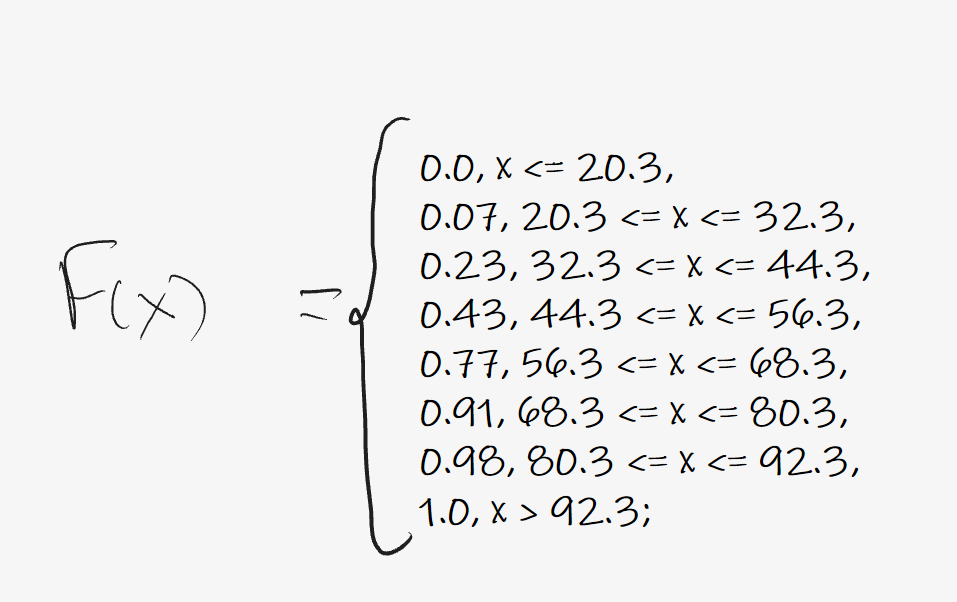 F(x) =
0.0, x <= 20.3,
0.07, 20.3 <= x <= 32.3,
0.23, 32.3 <= x <= 44.3,
0.43, 44.3 <= x <= 56.3,
0.77, 56.3 <= x <= 68.3,
0.91, 68.3 <= x <= 80.3,
0.98, 80.3 <= x <= 92.3,
1.0, x > 92.3;